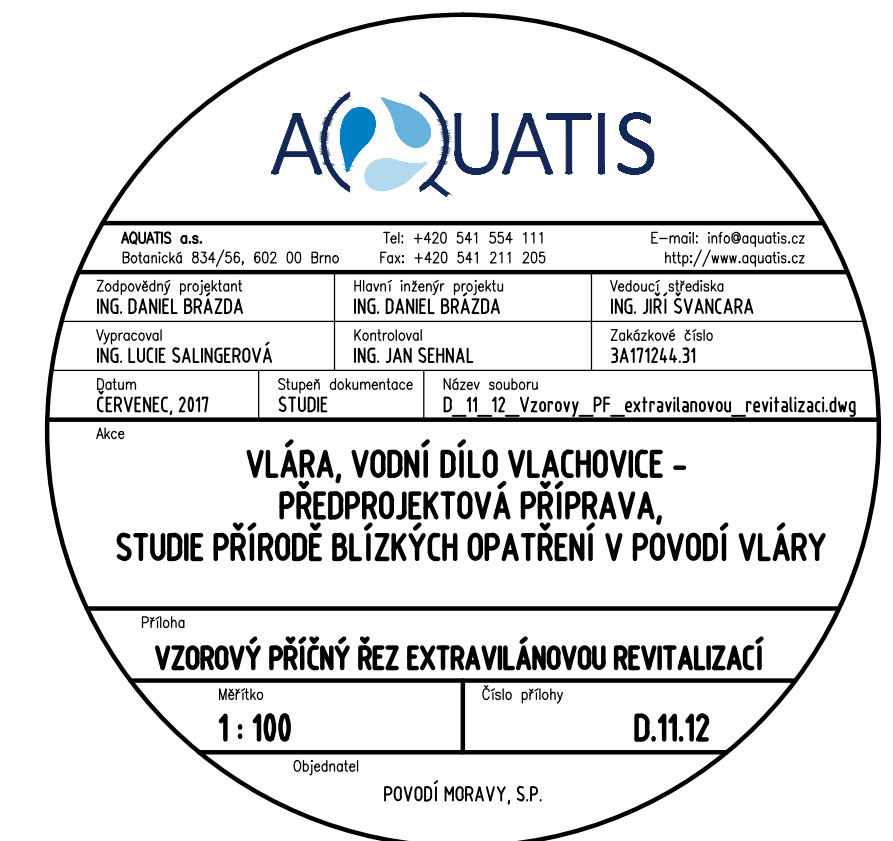 AQUATIS
AQUATIS a.s. Tel: +420 541 554 111 E-mail: info@aquatis.cz
Botanická 834/56, 602 00 Brno Fax: +420 541 211 205 http://www.aquatis.cz
Zodpovědný projektant Hlavní inženýr projektu Vedoucí střediska
ING. DANIEL BRÁZDA ING. DANIEL BRÁZDA ING. JIŘÍ ŠVANCARA
Vypracoval Kontroloval Zakázkové číslo
ING. LUCIE SALINGEROVÁ ING. JAN SEHNAL 3A171244.31
Datum Stupeň dokumentace Název souboru
ČERVENEC, 2017 STUDIE D_11_12_Vzorovy_PF_extravilanovou_revitalizaci.dwg
Akce
VLÁRA, VODNÍ DÍLO VLACHOVICE –
PŘEDPROJEKTOVÁ PŘÍPRAVA,
STUDIE PŘÍRODĚ BLÍZKÝCH OPATŘENÍ V POVODÍ VLÁRY
Příloha
VZOROVÝ PŘÍČNÝ ŘEZ EXTRAVILÁNOVOU REVITALIZACÍ
Měřítko Číslo přílohy
1 : 100 D.11.12
Objednatel
POVODÍ MORAVY, S.P.